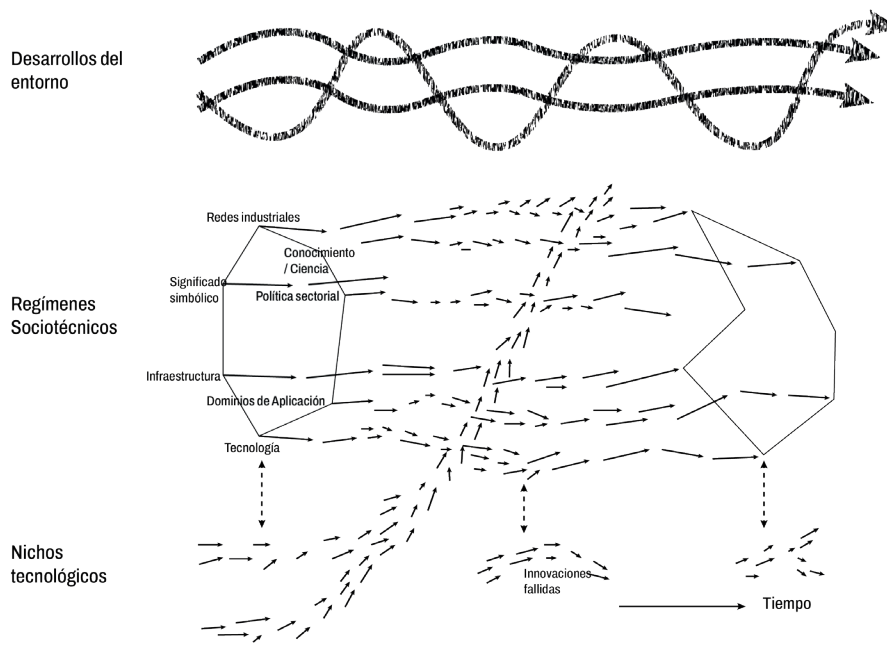 Desarrollos del
entorno
Redes industriales
Conocimiento
/ Ciencia
Significado
simbólico
Política sectorial
Regímenes
Sociotécnicos
Infraestructura
Dominios de Aplicación
Tecnología
Nichos
tecnológicos
Innovaciones
fallidas
Tiempo